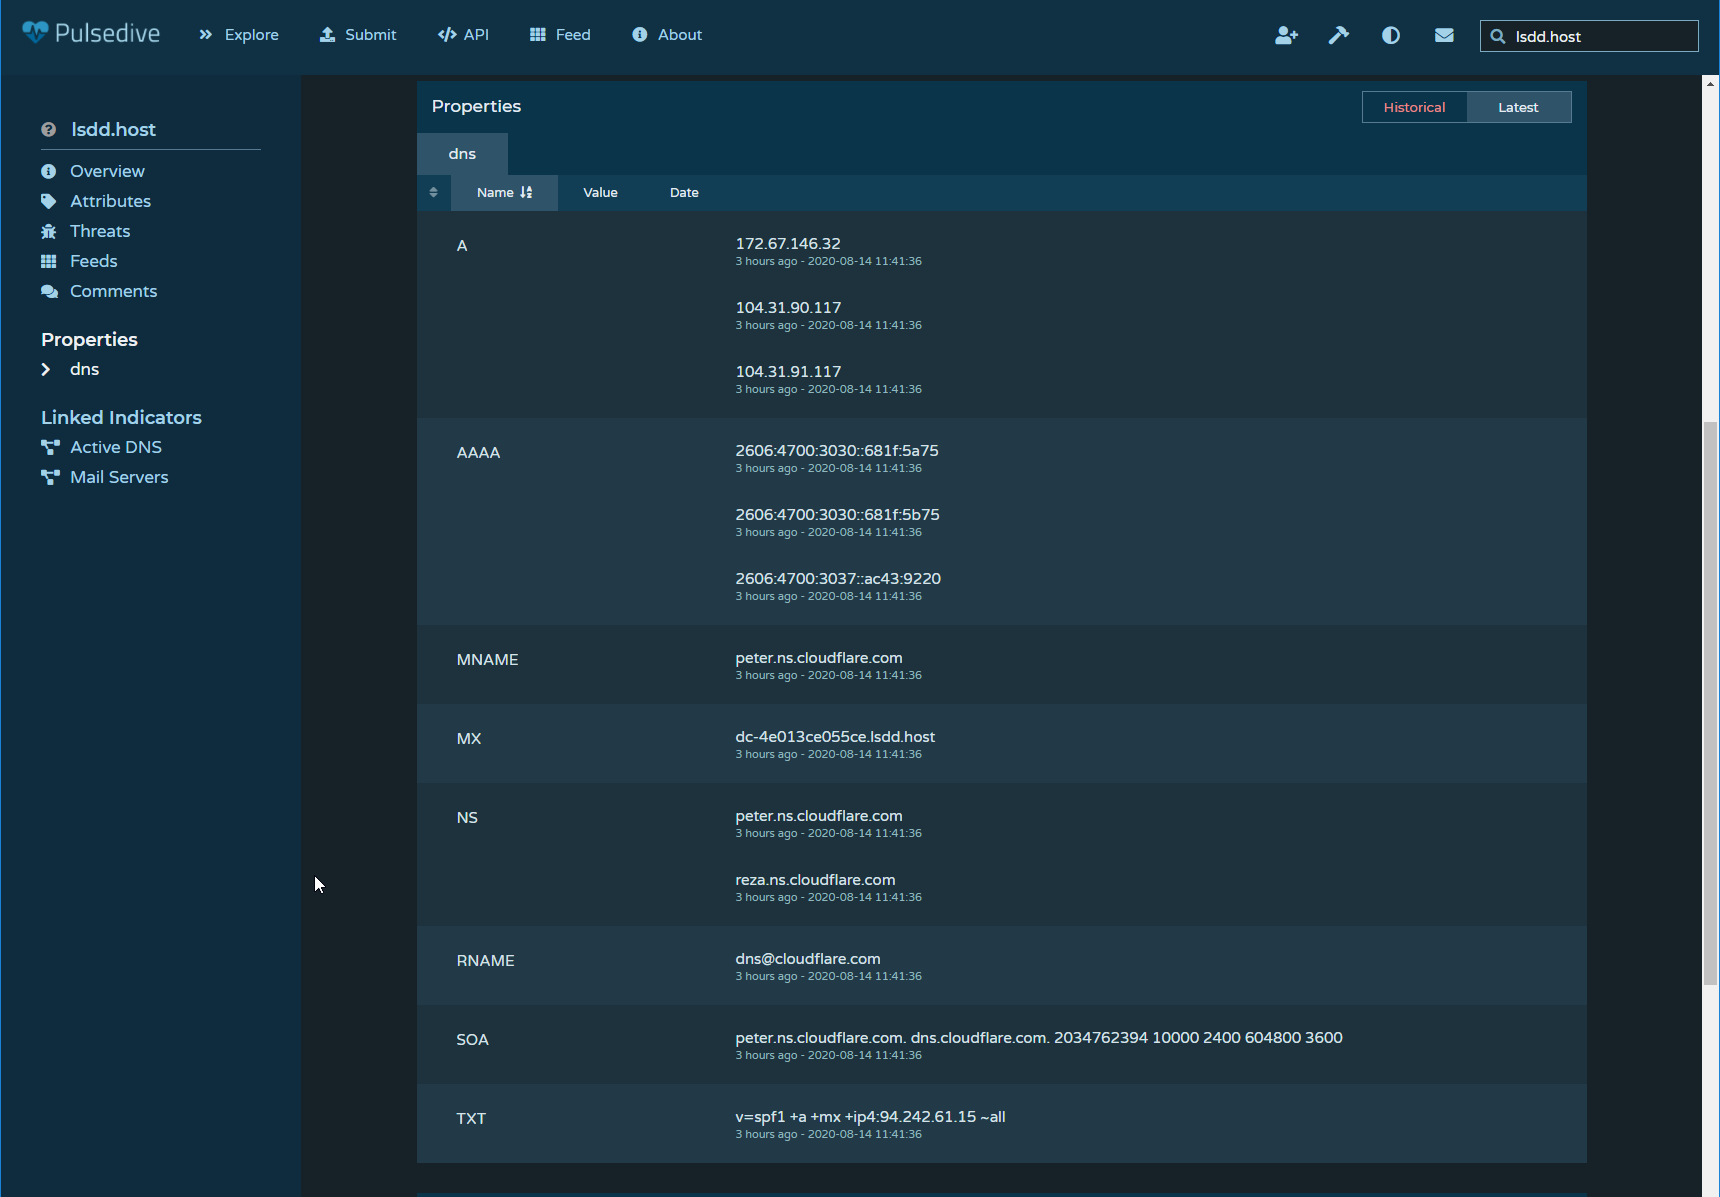 Pulsedive
Explore
Submit
API
Feed
About
lsdd.host
lsdd.host
Overview
Attributes
Threats
Feeds
Comments
Properties
dns
Linked Indicators
Active DNS
Mail Servers
Properties
Historical
Latest
dns
Name
Value
Date
A
172.67.146.32
3 hours ago - 2020-08-14 11:41:36
104.31.90.117
3 hours ago - 2020-08-14 11:41:36
104.31.91.117
3 hours ago - 2020-08-14 11:41:36
AAAA
2606:4700:3030::681f:5a75
3 hours ago - 2020-08-14 11:41:36
2606:4700:3030::681f:5b75
3 hours ago - 2020-08-14 11:41:36
2606:4700:3037::ac43:9220
3 hours ago - 2020-08-14 11:41:36
MNAME
peter.ns.cloudflare.com
3 hours ago - 2020-08-14 11:41:36
MX
dc-4e013ce055ce.lsdd.host
3 hours ago - 2020-08-14 11:41:36
NS
peter.ns.cloudflare.com
3 hours ago - 2020-08-14 11:41:36
reza.ns.cloudflare.com
3 hours ago - 2020-08-14 11:41:36
RNAME
dns@cloudflare.com
3 hours ago - 2020-08-14 11:41:36
SOA
peter.ns.cloudflare.com. dns.cloudflare.com. 2034762394 10000 2400 604800 3600
3 hours ago - 2020-08-14 11:41:36
TXT
v=spf1 +a +mx +ip4:94.242.61.15 ~all
3 hours ago - 2020-08-14 11:41:36